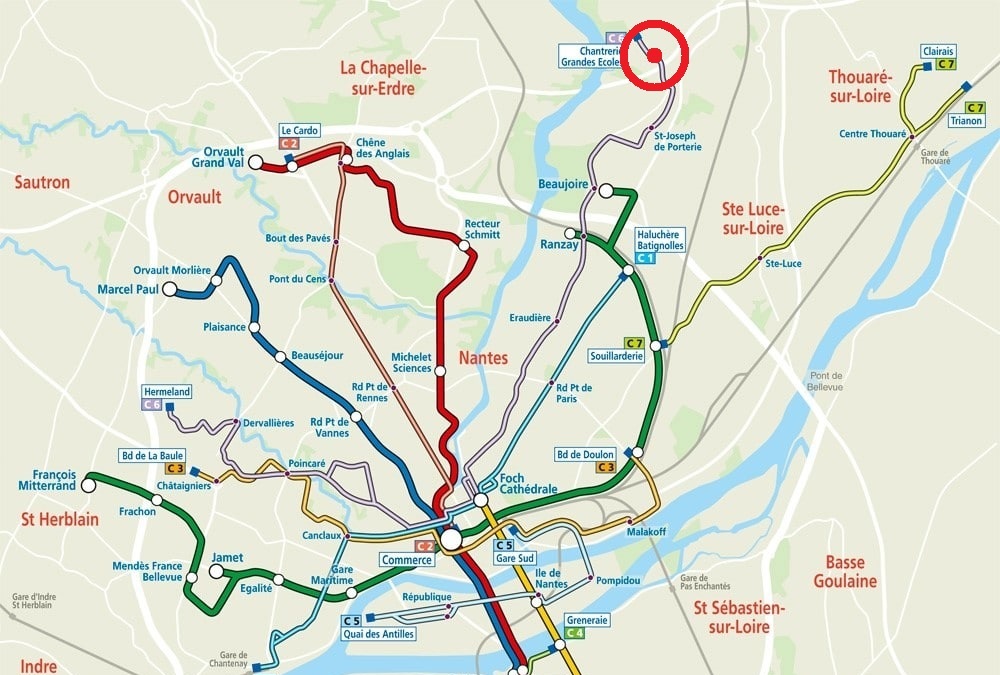 C 6
Chantrerie
Grandes Ecoles
Clairais
C 7
La Chapelle-
sur-Erdre
Thouaré-
sur-Loire
C 7
Trianon
Le Cardo
C 2
Chêne
des Anglais
St-Joseph
de Porterie
Centre Thouaré
Orvault
Grand Val
Gare de
Thouaré
Sautron
Orvault
Beaujoire
Ste Luce-
sur-Loire
Recteur
Schmitt
Bout des Pavés
Ranzay
Haluchère
Batignolles
C 1
Orvault Morlière
Marcel Paul
Pont du Cens
Ste-Luce
Plaisance
Eraudière
C 7
Souillarderie
Beauséjour
Michelet
Sciences
Nantes
Pont de
Bellevue
Hermeland
C 6
Rd Pt de
Rennes
Rd Pt de
Paris
Dervallières
Rd Pt de
Vannes
Bd de La Baule
C 3
Bd de Doulon
C 3
Poincaré
François
Mitterrand
Châtaigniers
Foch
Cathédrale
St Herblain
Frachon
Canclaux
Malakoff
C 2
Commerce
C 5
Gare Sud
Jamet
Mendès France
Bellevue
Egalité
Gare
Maritime
Ile de
Nantes
Pompidou
Basse
Goulaine
Gare d'Indre
St Herblain
République
Gare de
Pas Enchantés
C 5
Quai des Antilles
Greneraie
C 4
St Sébastien-
sur-Loire
Gare de
Chantenay
Indre